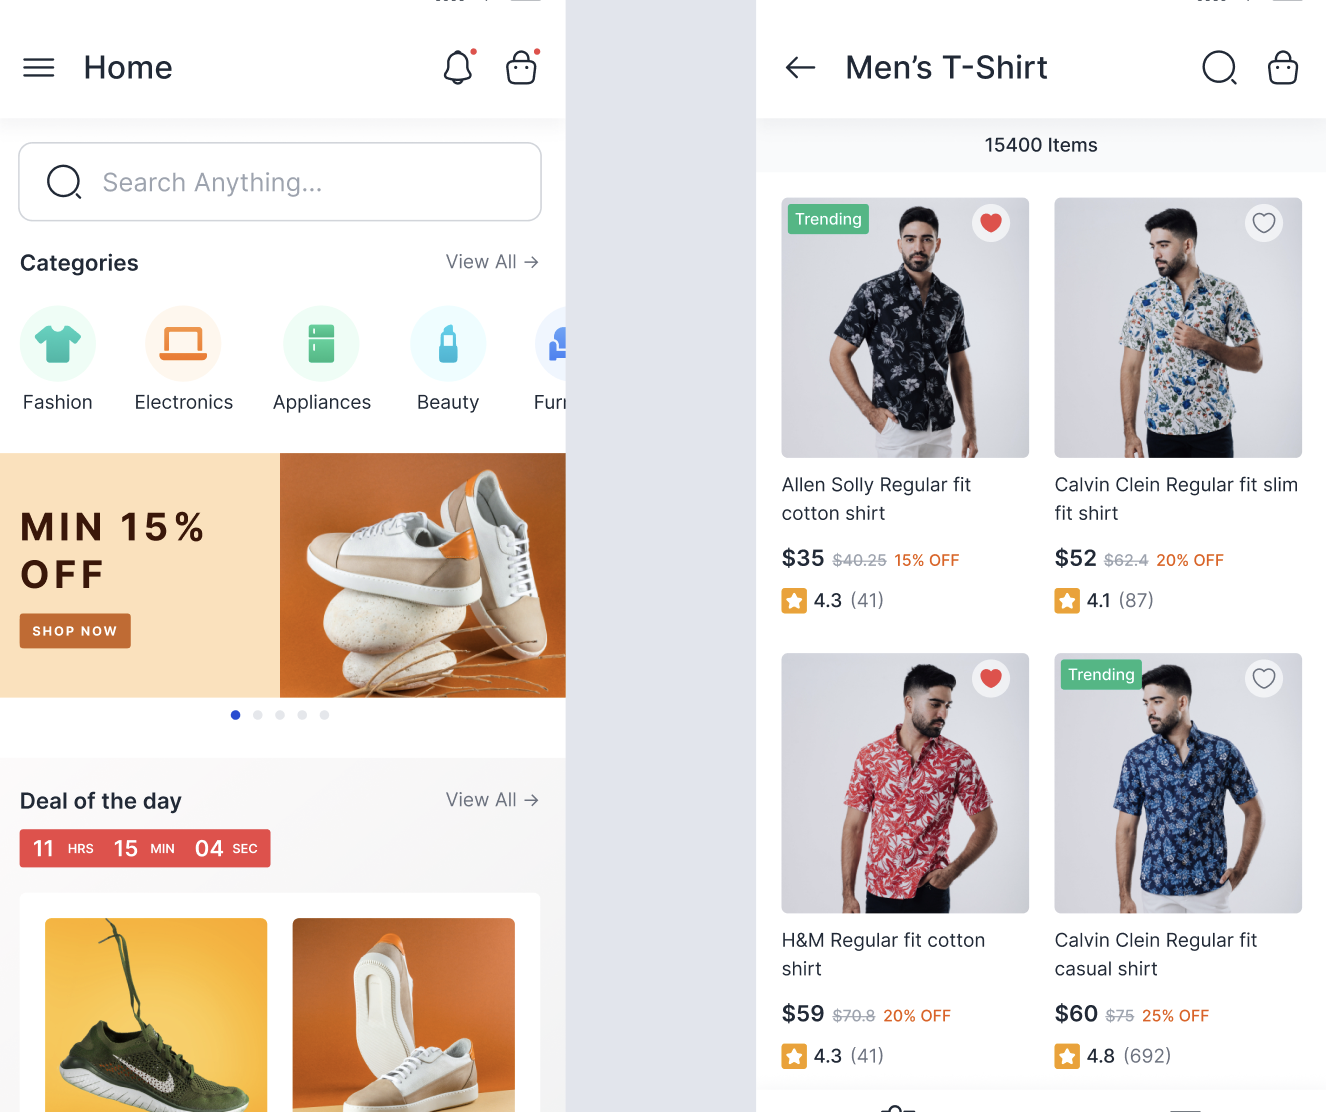 Home
Search Anything...
Categories
View All →
Fashion
Electronics
Appliances
Beauty
MIN 15%
OFF
SHOP NOW
Deal of the day
View All →
11 HRS 15 MIN 04 SEC
Men’s T-Shirt
15400 Items
Trending
Allen Solly Regular fit
cotton shirt
$35 $40.25 15% OFF
4.3 (41)
Calvin Clein Regular fit slim
fit shirt
$52 $62.4 20% OFF
4.1 (87)
H&M Regular fit cotton
shirt
$59 $70.8 20% OFF
4.3 (41)
Trending
Calvin Clein Regular fit
casual shirt
$60 $75 25% OFF
4.8 (692)